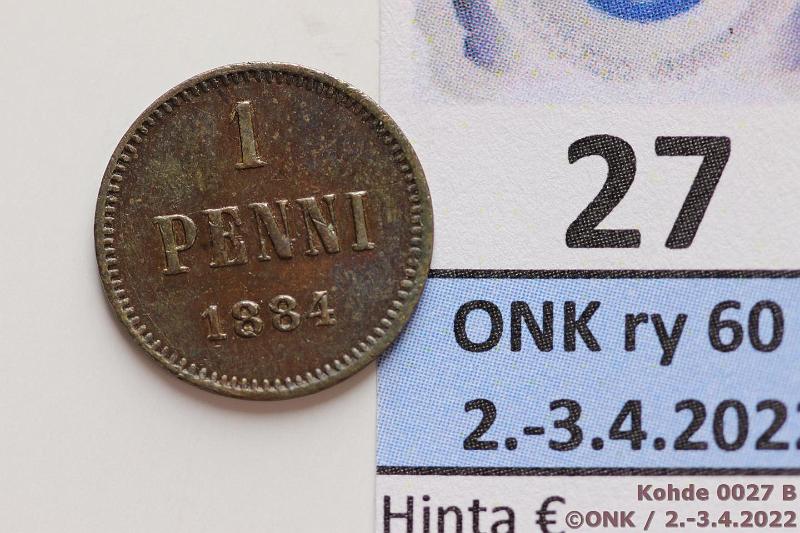 1
PENNI
1884
27
ONK ry 60
2.-3.4.202
Hinta €
Kohde 0027 B
©ONK / 2.-3.4.2022